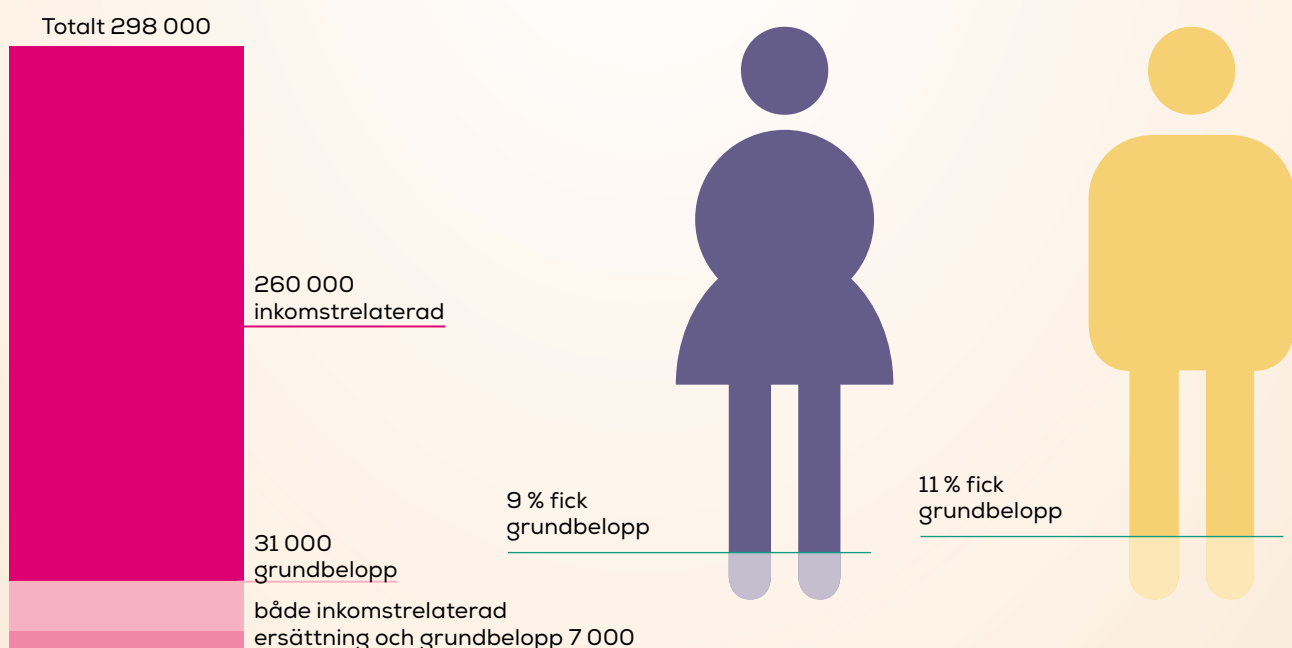 Totalt 298 000
260 000
inkomstrelaterad
31 000
grundbelopp
både inkomstrelaterad
ersättning och grundbelopp 7 000
9 % fick
grundbelopp
11 % fick
grundbelopp